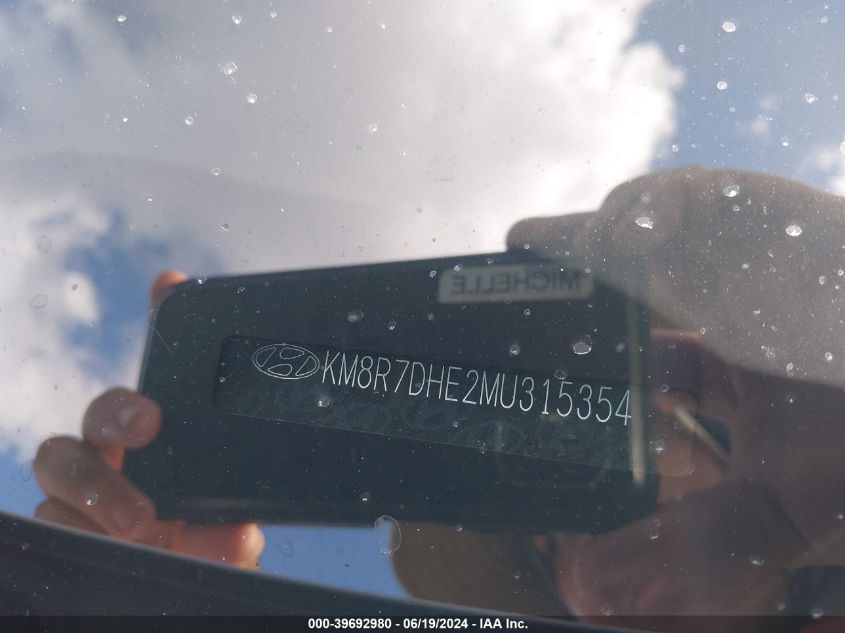 MICHELLE
KM8R7DHE2MU315354
000-39692980 - 06/19/2024 - IAA Inc.